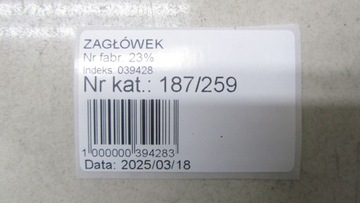 ZAGŁÓWEK
Nr fabr. 23%
Indeks. 039428
Nr kat.: 187/259
1 000000 394283
Data: 2025/03/18